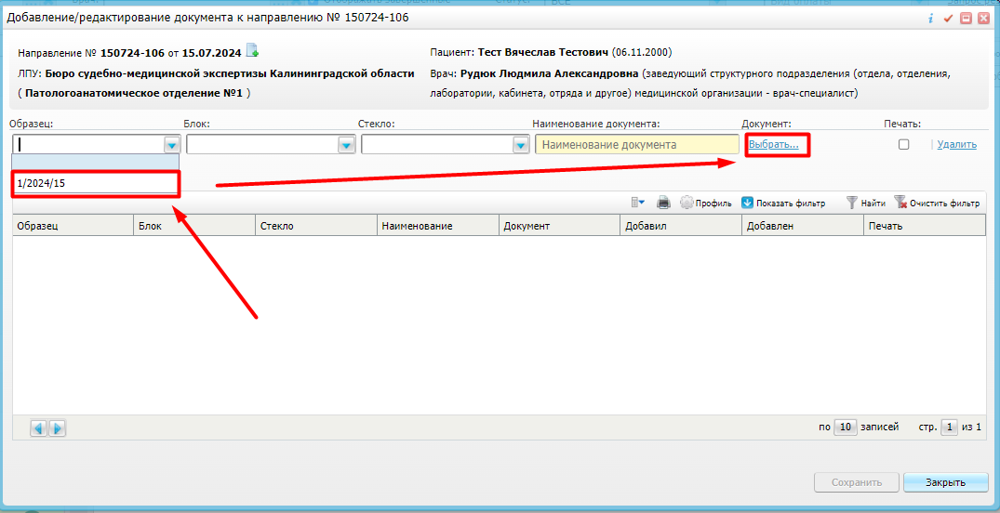 Добавление/редактирование документа к направлению № 150724-106
Направление № 150724-106 от 15.07.2024
Пациент: Тест Вячеслав Тестович (06.11.2000)
ЛПУ: Бюро судебно-медицинской экспертизы Калининградской области
( Патологоанатомическое отделение №1 )
Врач: Рудюк Людмила Александровна (заведующий структурного подразделения (отдела, отделения,
лаборатории, кабинета, отряда и другое) медицинской организации - врач-специалист)
Образец: Блок: Стекло: Наименование документа: Документ: Печать:
Наименование документа Выбрать... Удалить
1/2024/15
Профиль Показать фильтр Найти Очистить фильтр
Образец Блок Стекло Наименование Документ Добавил Добавлен Печать
по 10 записей стр. 1 из 1
Сохранить Закрыть